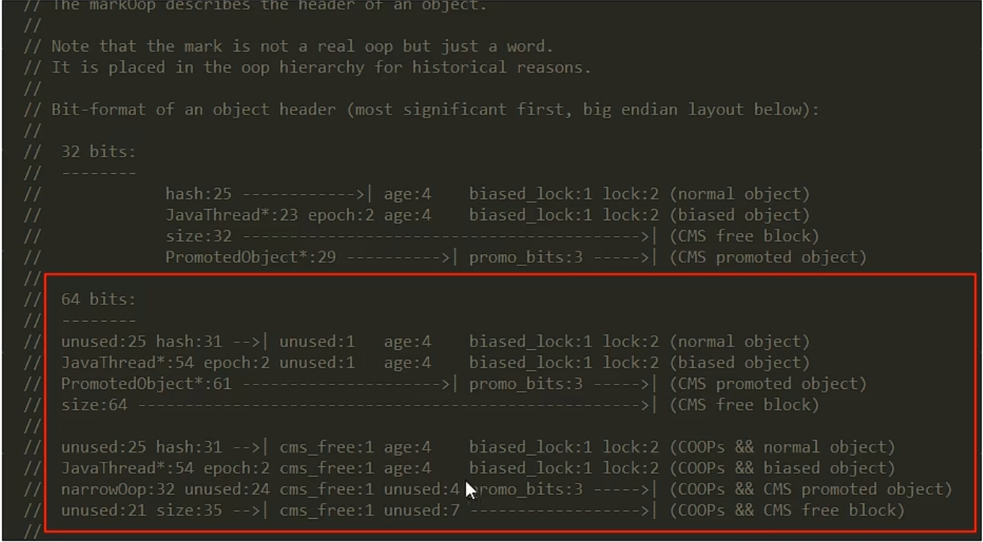 // The markOop describes the header of an object.
//
// Note that the mark is not a real oop but just a word.
// It is placed in the oop hierarchy for historical reasons.
//
// Bit-format of an object header (most significant first, big endian layout below):
//
// 32 bits:
// --------
// hash:25 ------------>| age:4 biased_lock:1 lock:2 (normal object)
// JavaThread*:23 epoch:2 age:4 biased_lock:1 lock:2 (biased object)
// size:32 ------------------------------------------>| (CMS free block)
// PromotedObject*:29 ---------->| promo_bits:3 ----->| (CMS promoted object)
//
// 64 bits:
// --------
// unused:25 hash:31 -->| unused:1 age:4 biased_lock:1 lock:2 (normal object)
// JavaThread*:54 epoch:2 unused:1 age:4 biased_lock:1 lock:2 (biased object)
// PromotedObject*:61 --------------------->| promo_bits:3 ----->| (CMS promoted object)
// size:64 ----------------------------------------------------->| (CMS free block)
//
// unused:25 hash:31 -->| cms_free:1 age:4 biased_lock:1 lock:2 (COOPs && normal object)
// JavaThread*:54 epoch:2 cms_free:1 age:4 biased_lock:1 lock:2 (COOPs && biased object)
// narrowOop:32 unused:24 cms_free:1 unused:4 promo_bits:3 ----->| (COOPs && CMS promoted object)
// unused:21 size:35 -->| cms_free:1 unused:7 ------------------>| (COOPs && CMS free block)
//